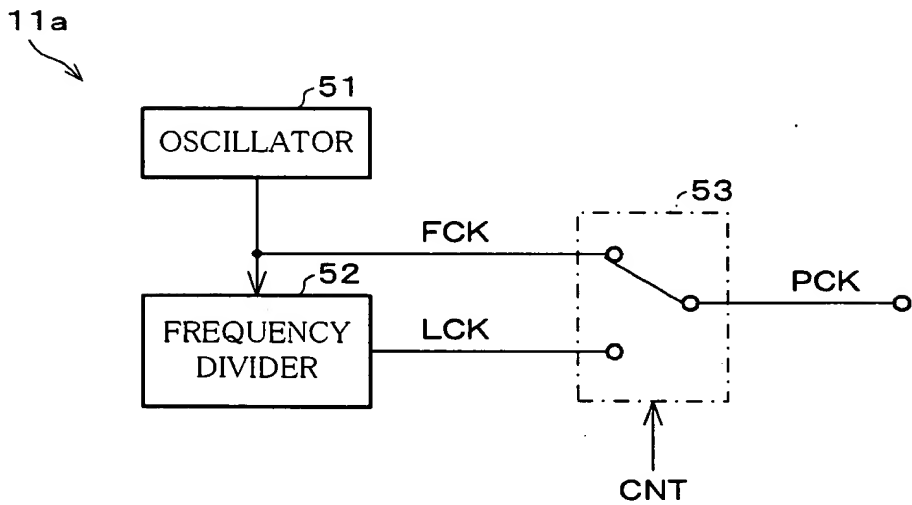 11a
51
OSCILLATOR
53
FCK
52
PCK
FREQUENCY
DIVIDER
LCK
CNT